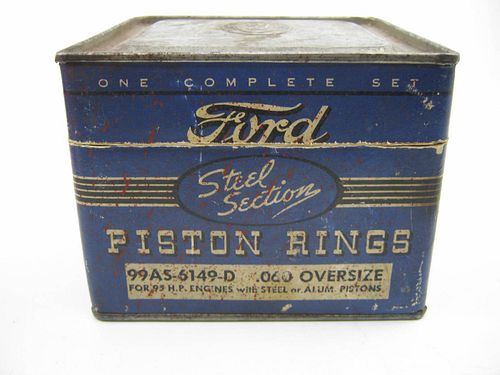 ONE COMPLETE SET
Ford
Steel
Section
PISTON RINGS
99AS-6149-D .060 OVERSIZE
FOR 95 H.P. ENGINES with STEEL or ALUM. PISTONS